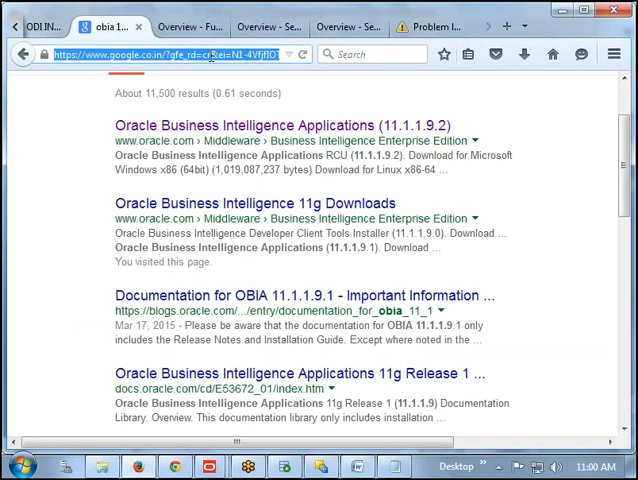 ODI IN...
obia 1...
Overview - Fu...
Overview - Se...
Overview - Se...
Problem l...
https://www.google.co.in/?gfe_rd=cr&ei=N1-4VfjfIOT
Search
About 11,500 results (0.61 seconds)
Oracle Business Intelligence Applications (11.1.1.9.2)
www.oracle.com › Middleware › Business Intelligence Enterprise Edition
Oracle Business Intelligence Applications RCU (11.1.1.9.2). Download for Microsoft
Windows x86 (64bit) (1,019,087,237 bytes) Download for Linux x86-64 ...
Oracle Business Intelligence 11g Downloads
www.oracle.com › Middleware › Business Intelligence Enterprise Edition
Oracle Business Intelligence Developer Client Tools Installer (11.1.1.9.0). Download ...
Oracle Business Intelligence Applications (11.1.1.9.1). Download ...
You visited this page.
Documentation for OBIA 11.1.1.9.1 - Important Information ...
https://blogs.oracle.com/.../entry/documentation_for_obia_11_1
Mar 17, 2015 - Please be aware that the documentation for OBIA 11.1.1.9.1 only
includes the Release Notes and Installation Guide. Except where noted in the ...
Oracle Business Intelligence Applications 11g Release 1 ...
docs.oracle.com/cd/E53672_01/index.htm
Oracle Business Intelligence Applications 11g Release 1 (11.1.1.9) Documentation
Library. Overview. This documentation library only includes installation ...
Desktop
11:00 AM